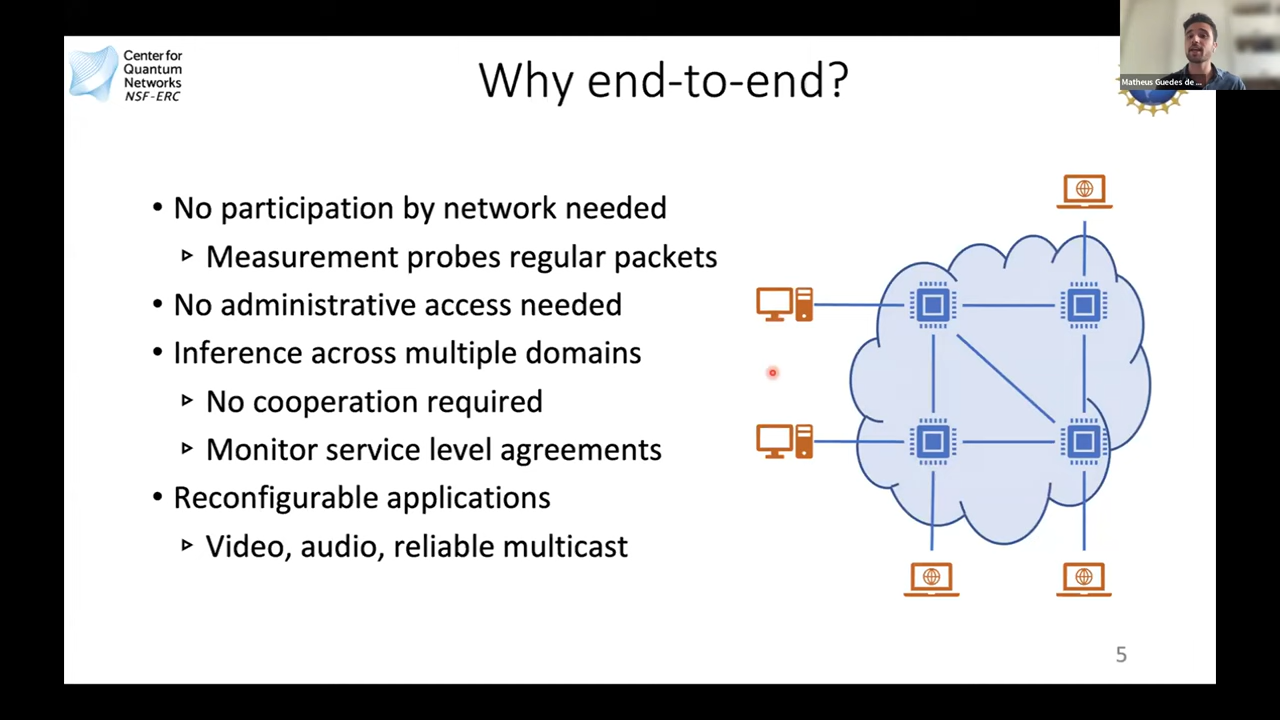 Center for
Quantum
Networks
NSF-ERC
Why end-to-end?
Matheus Guedes de ...
• No participation by network needed
Measurement probes regular packets
• No administrative access needed
• Inference across multiple domains
No cooperation required
Monitor service level agreements
• Reconfigurable applications
Video, audio, reliable multicast
5